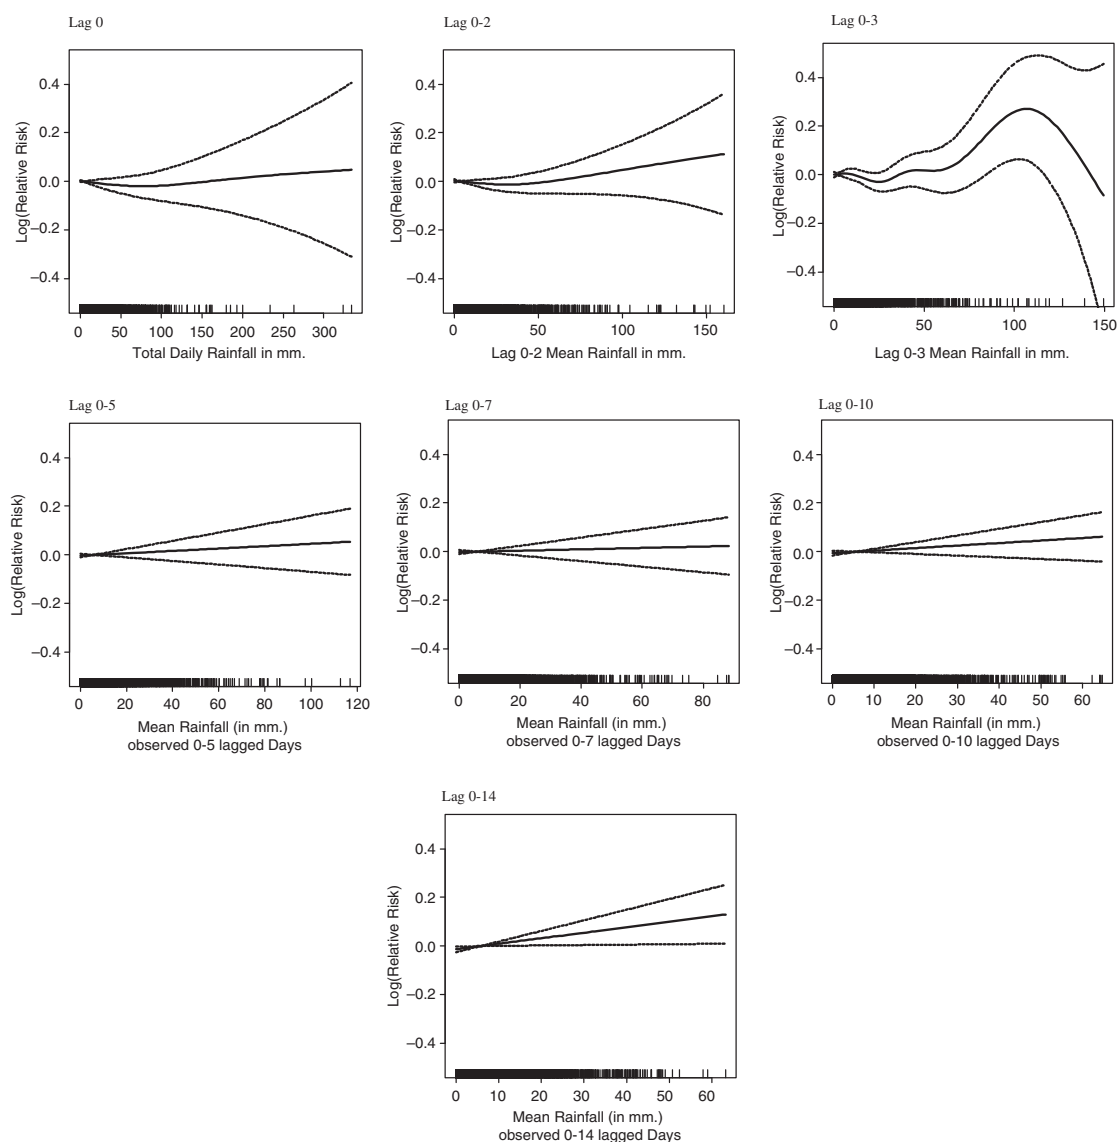 Lag 0
Log(Relative Risk)
0.4
0.2
0.0
–0.2
–0.4
0 50 100 150 200 250 300
Total Daily Rainfall in mm.
Lag 0-2
Log(Relative Risk)
0.4
0.2
0.0
–0.2
–0.4
0 50 100 150
Lag 0-2 Mean Rainfall in mm.
Lag 0-3
Log(Relative Risk)
0.4
0.2
0.0
–0.2
–0.4
0 50 100 150
Lag 0-3 Mean Rainfall in mm.
Lag 0-5
Log(Relative Risk)
0.4
0.2
0.0
–0.2
–0.4
0 20 40 60 80 100 120
Mean Rainfall (in mm.)
observed 0-5 lagged Days
Lag 0-7
Log(Relative Risk)
0.4
0.2
0.0
–0.2
–0.4
0 20 40 60 80
Mean Rainfall (in mm.)
observed 0-7 lagged Days
Lag 0-10
Log(Relative Risk)
0.4
0.2
0.0
–0.2
–0.4
0 10 20 30 40 50 60
Mean Rainfall (in mm.)
observed 0-10 lagged Days
Lag 0-14
Log(Relative Risk)
0.4
0.2
0.0
–0.2
–0.4
0 10 20 30 40 50 60
Mean Rainfall (in mm.)
observed 0-14 lagged Days